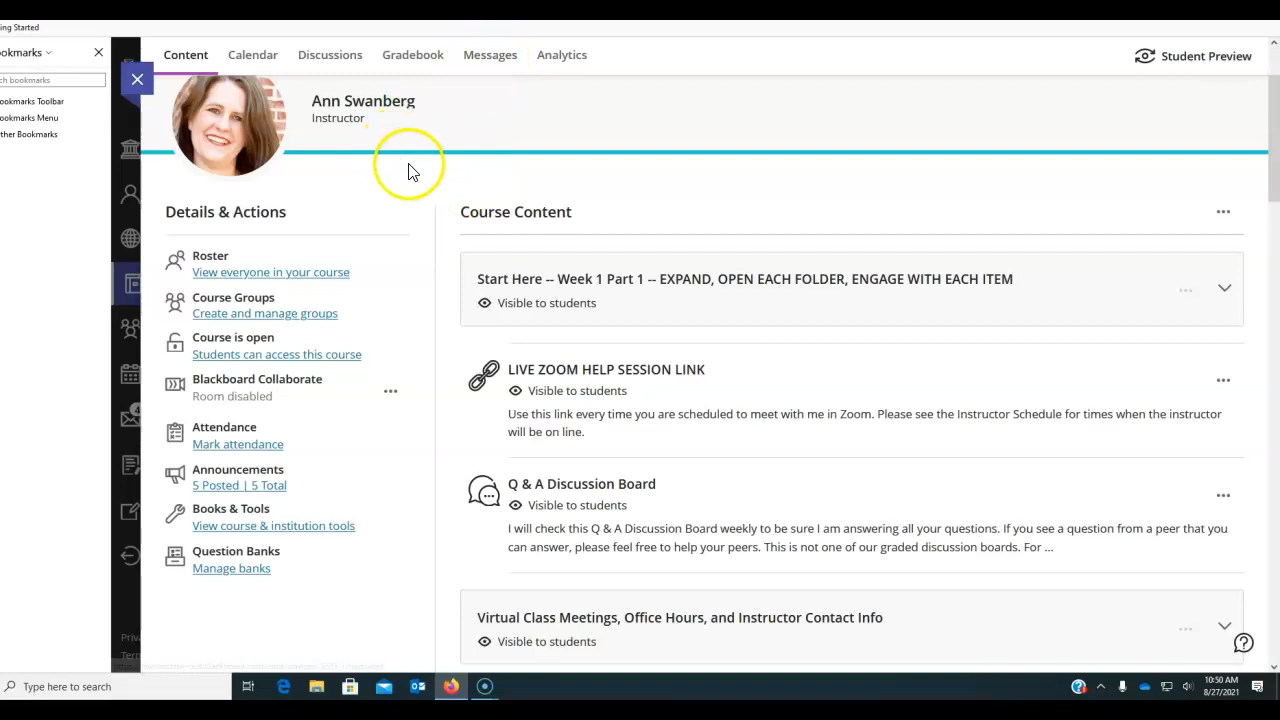 ing Started
ookmarks
ch bookmarks
ookmarks Toolbar
ookmarks Menu
ther Bookmarks
Content Calendar Discussions Gradebook Messages Analytics Student Preview
Ann Swanberg
Instructor
Details & Actions
Roster
View everyone in your course
Course Groups
Create and manage groups
Course is open
Students can access this course
Blackboard Collaborate
Room disabled
Attendance
Mark attendance
Announcements
5 Posted | 5 Total
Books & Tools
View course & institution tools
Question Banks
Manage banks
Course Content
Start Here -- Week 1 Part 1 -- EXPAND, OPEN EACH FOLDER, ENGAGE WITH EACH ITEM
Visible to students
LIVE ZOOM HELP SESSION LINK
Visible to students
Use this link every time you are scheduled to meet with me in Zoom. Please see the Instructor Schedule for times when the instructor
will be on line.
Q & A Discussion Board
Visible to students
I will check this Q & A Discussion Board weekly to be sure I am answering all your questions. If you see a question from a peer that you
can answer, please feel free to help your peers. This is not one of our graded discussion boards. For ...
Virtual Class Meetings, Office Hours, and Instructor Contact Info
Visible to students
4
Priva
Term
Type here to search
10:50 AM
8/27/2021